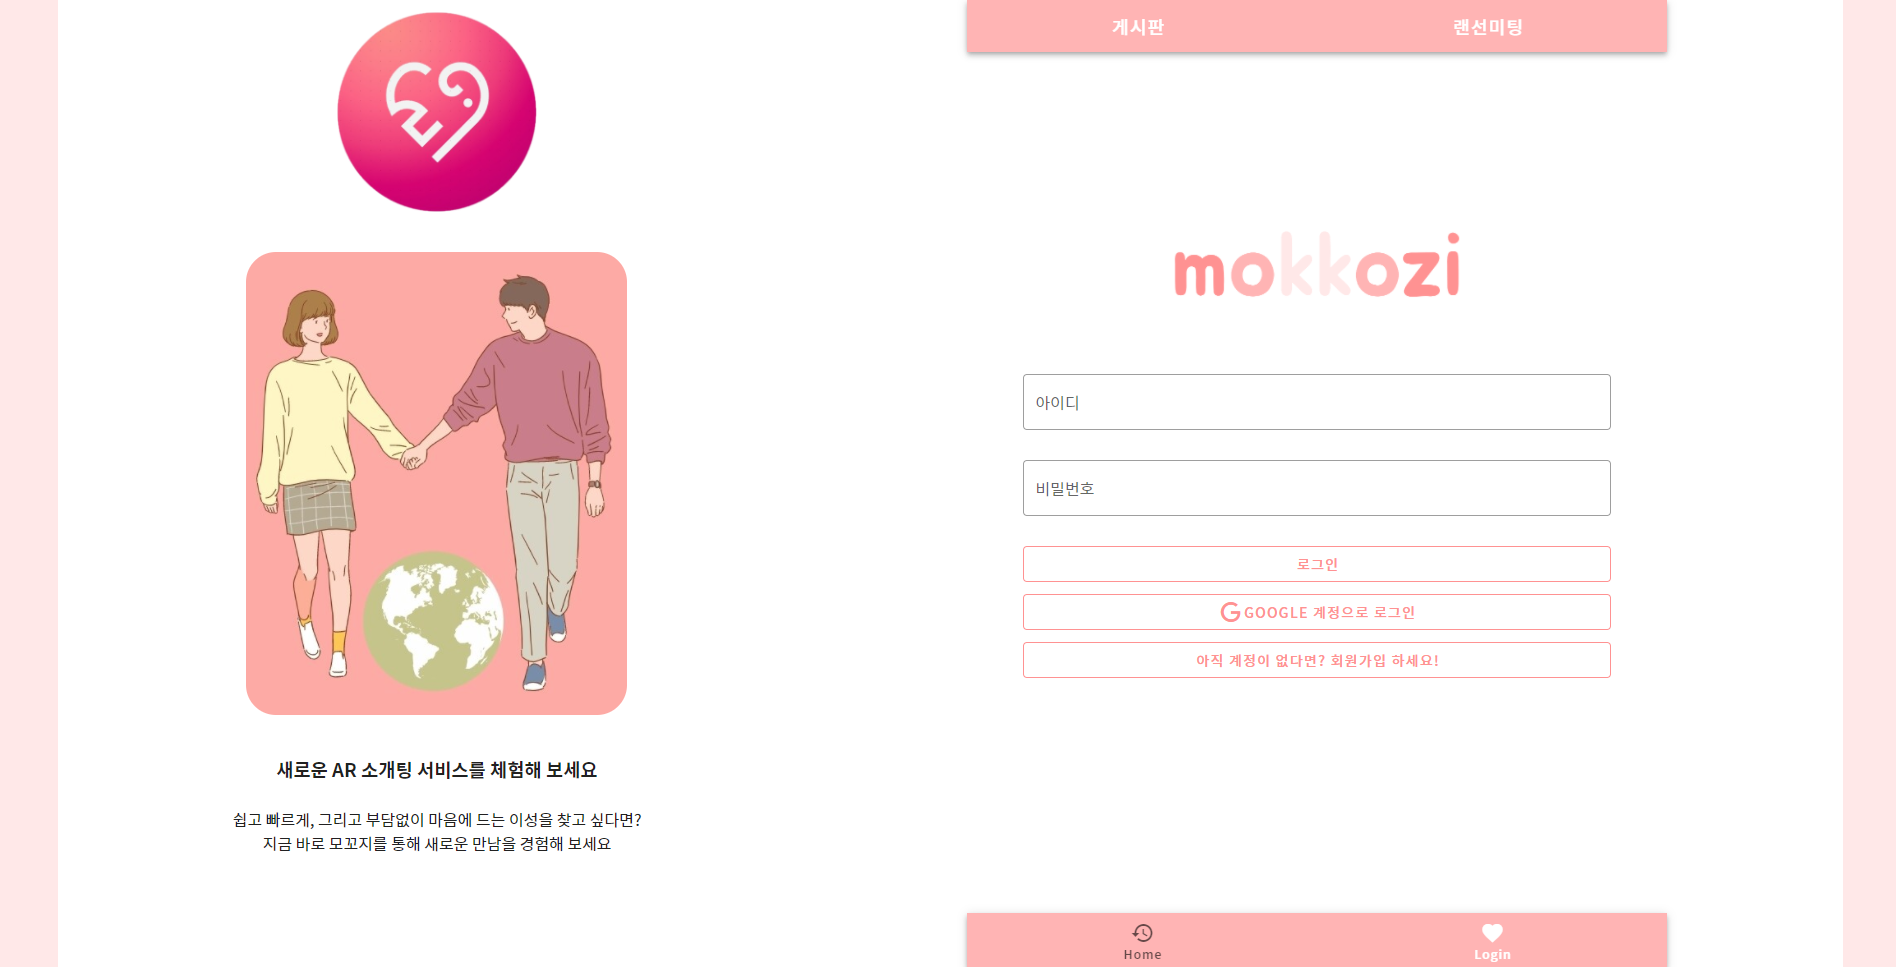 새로운 AR 소개팅 서비스를 체험해 보세요
쉽고 빠르게, 그리고 부담없이 마음에 드는 이성을 찾고 싶다면?
지금 바로 모꼬지를 통해 새로운 만남을 경험해 보세요
게시판
랜선미팅
mokkozi
아이디
비밀번호
로그인
GOOGLE 계정으로 로그인
아직 계정이 없다면? 회원가입 하세요!
Home
Login